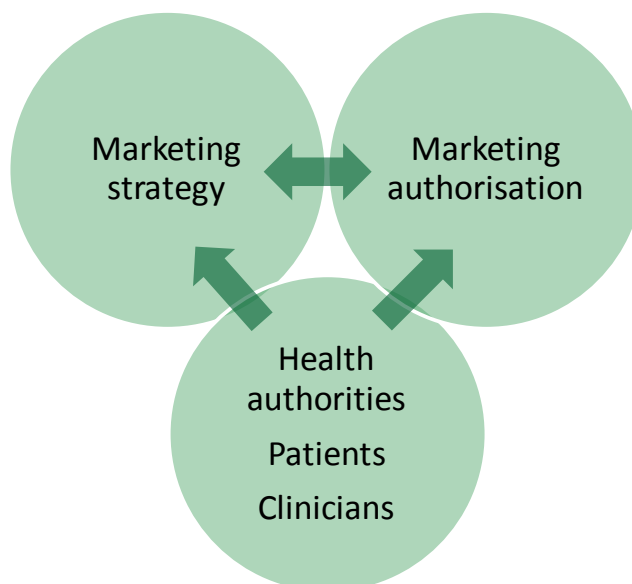 Marketing
strategy
Marketing
authorisation
Health
authorities
Patients
Clinicians